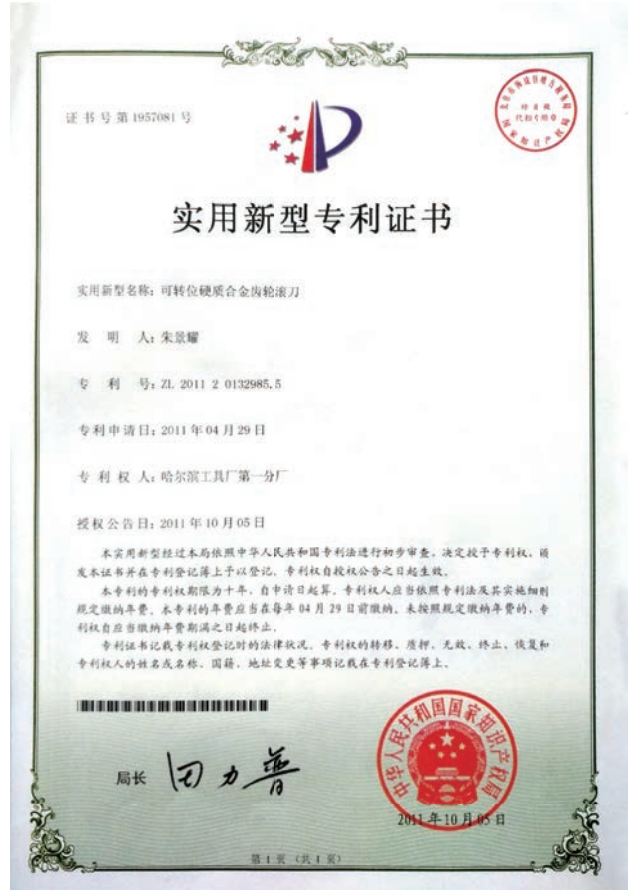 证书号第1957081号
实用新型专利证书
实用新型名称：可转位硬质合金齿轮滚刀
发 明 人：朱景耀
专 利 号：ZL 2011 2 0132985.5
专利申请日：2011年04月29日
专 利 权 人：哈尔滨工具厂第一分厂
授权公告日：2011年10月05日
本实用新型经过本局依照中华人民共和国专利法进行初步审查，决定授予专利权，颁
发本证书并在专利登记簿上予以登记，专利权自授权公告之日起生效。
本专利的专利权期限为十年，自申请日起算。专利权人应当依照专利法及其实施细则
规定缴纳年费。本专利的年费应当在每年04月29日前缴纳。未按照规定缴纳年费的，专
利权自应当缴纳年费期满之日起终止。
专利证书记载专利权登记时的法律状况。专利权的转移、质押、无效、终止、恢复和
专利权人的姓名或名称、国籍、地址变更等事项记载在专利登记簿上。
局长 田力普
中华人民共和国国家知识产权局
2011年10月05日
第1页（共1页）